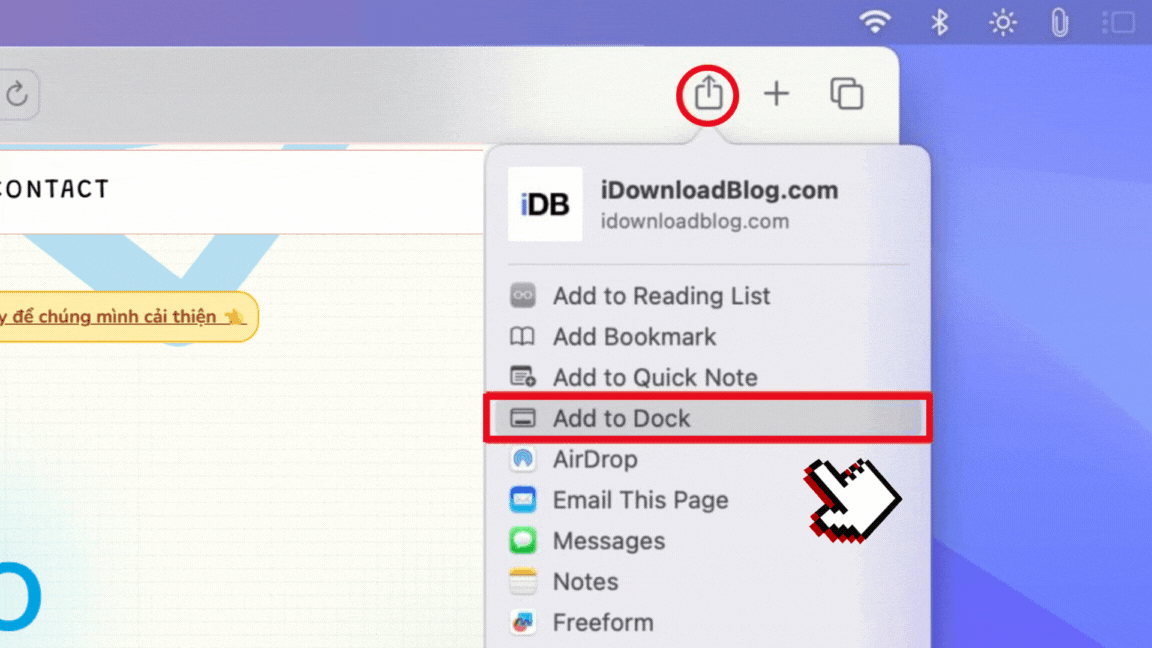 CONTACT
iDB
iDownloadBlog.com
idownloadblog.com
Add to Reading List
Add Bookmark
để chúng mình cải thiện 👈
Add to Quick Note
Add to Dock
AirDrop
Email This Page
Messages
Notes
Freeform